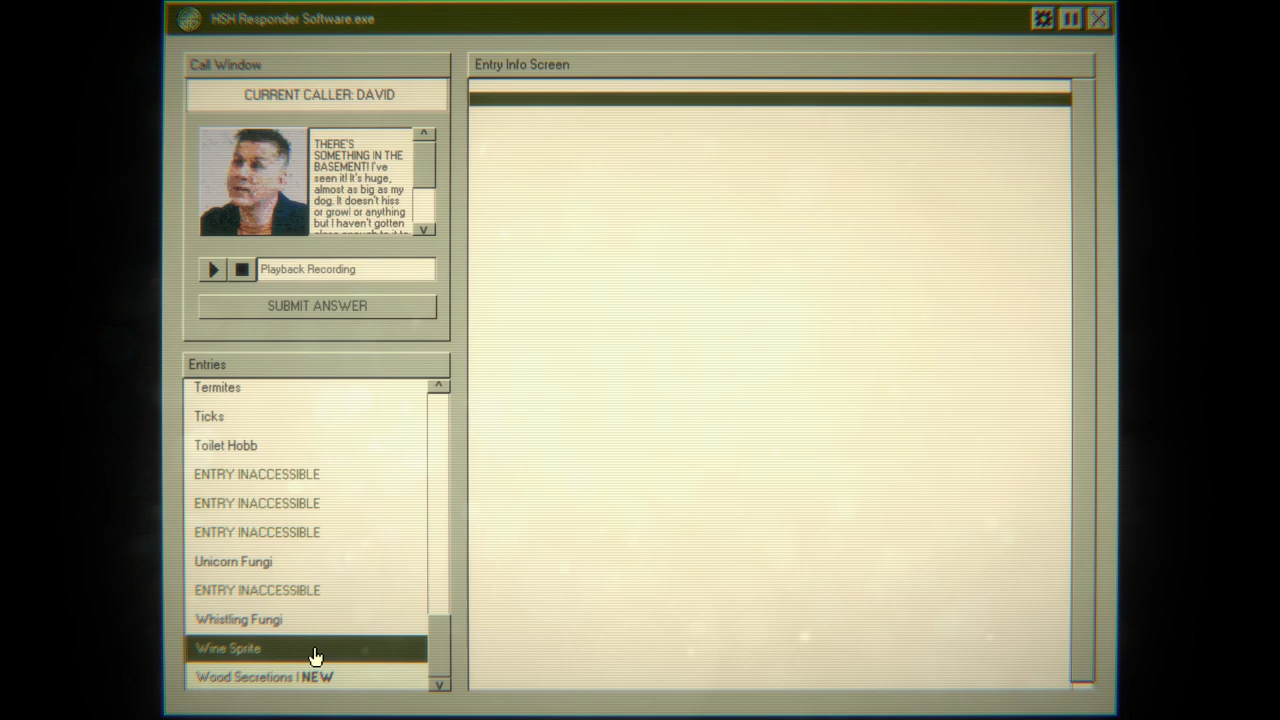 HSH Responder Software.exe
Call Window
CURRENT CALLER: DAVID
THERE'S
SOMETHING IN THE
BASEMENT! I've
seen it! It's huge,
almost as big as my
dog. It doesn't hiss
or growl or anything
but I haven't gotten
Playback Recording
SUBMIT ANSWER
Entries
Termites
Ticks
Toilet Hobb
ENTRY INACCESSIBLE
ENTRY INACCESSIBLE
ENTRY INACCESSIBLE
Unicorn Fungi
ENTRY INACCESSIBLE
Whistling Fungi
Wine Sprite
Wood Secretions | NEW
Entry Info Screen